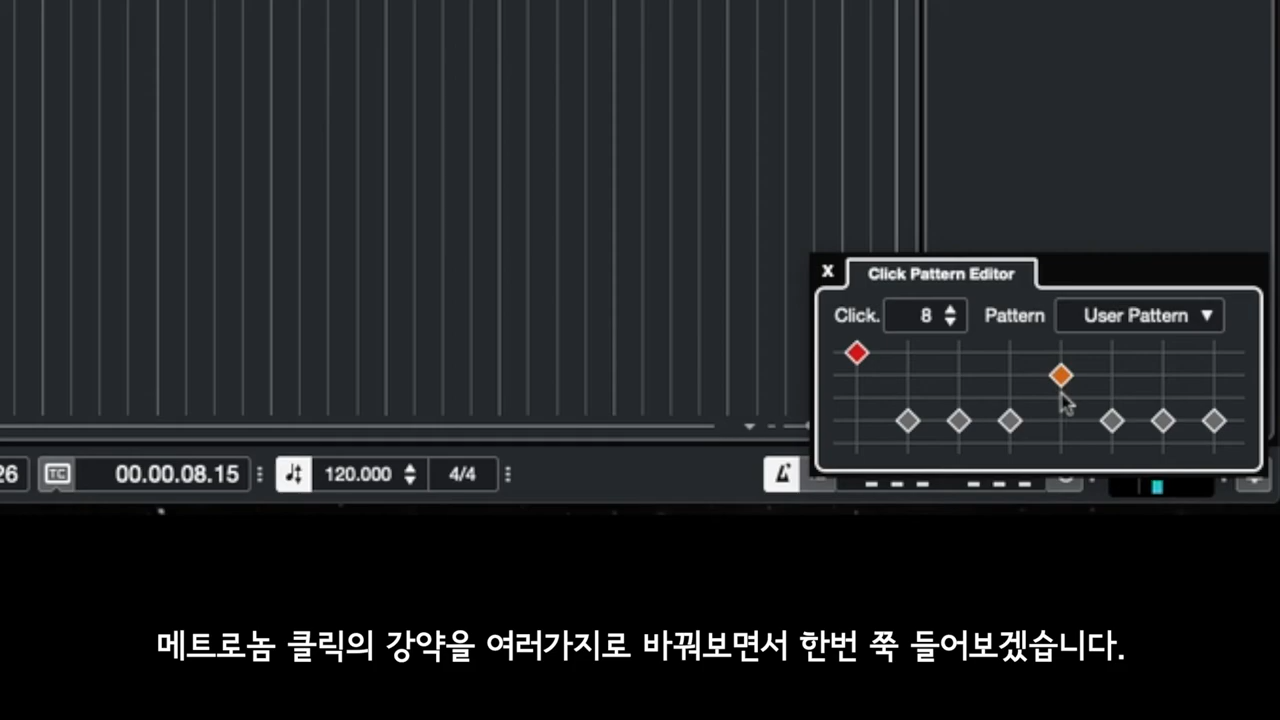 X Click Pattern Editor
Click. 8 Pattern User Pattern
26 TC 00.00.08.15 120.000 4/4
메트로놈 클릭의 강약을 여러가지로 바꿔보면서 한번 쭉 들어보겠습니다.